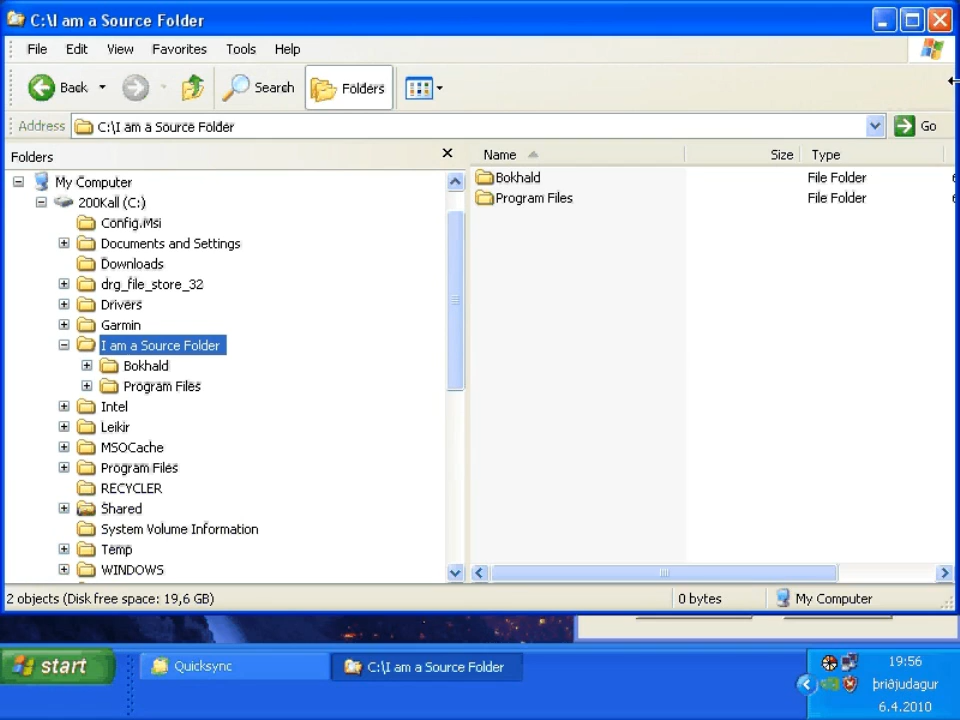 C:\I am a Source Folder
File Edit View Favorites Tools Help
Back Search Folders
Address C:\I am a Source Folder Go
Folders
Name Size Type
My Computer
200Kall (C:)
Config.Msi
Documents and Settings
Downloads
drg_file_store_32
Drivers
Garmin
I am a Source Folder
Bokhald
Program Files
Intel
Leikir
MSOCache
Program Files
RECYCLER
Shared
System Volume Information
Temp
WINDOWS
Bokhald File Folder 6
Program Files File Folder 6
2 objects (Disk free space: 19,6 GB) 0 bytes My Computer
start Quicksync C:\I am a Source Folder
19:56
þriðjudagur
6.4.2010